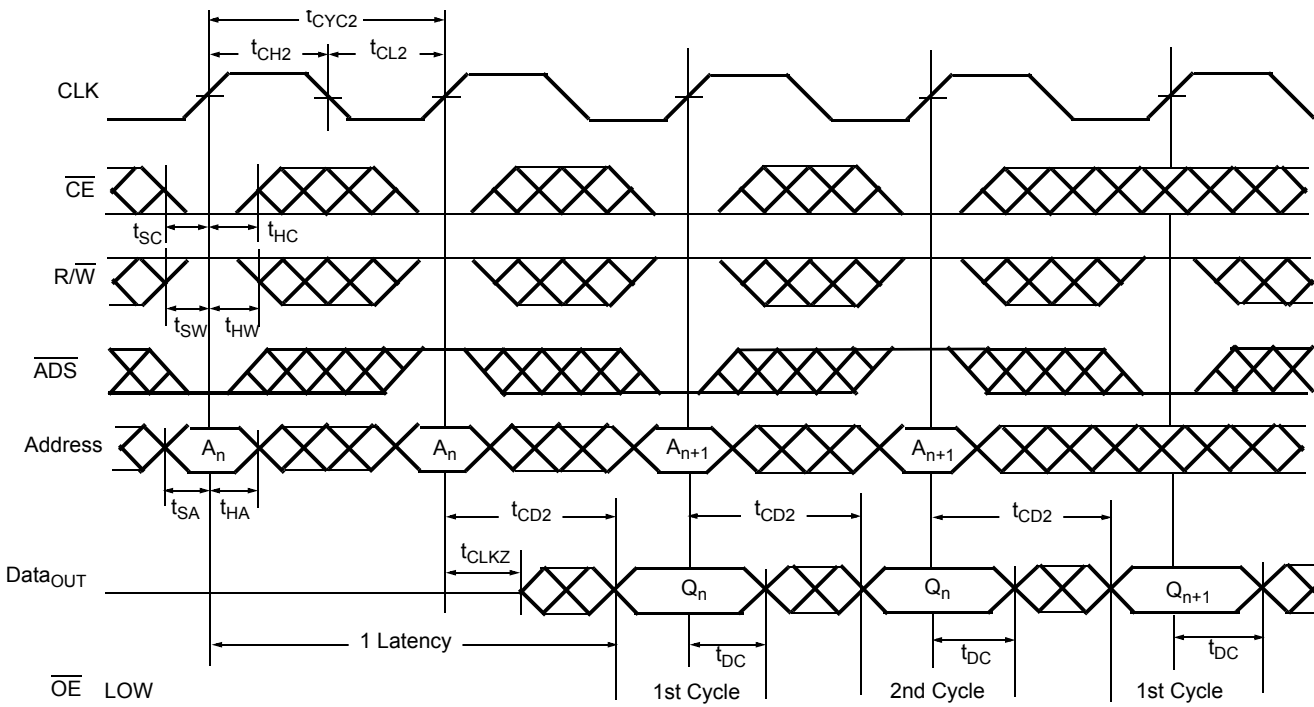 tCYC2
tCH2 tCL2
CLK
CE
tSC tHC
R/W
tSW tHW
ADS
Address An An An+1 An+1
tSA tHA tCD2 tCD2 tCD2
tCLKZ
DataOUT Qn Qn Qn+1
1 Latency tDC tDC tDC
OE LOW 1st Cycle 2nd Cycle 1st Cycle